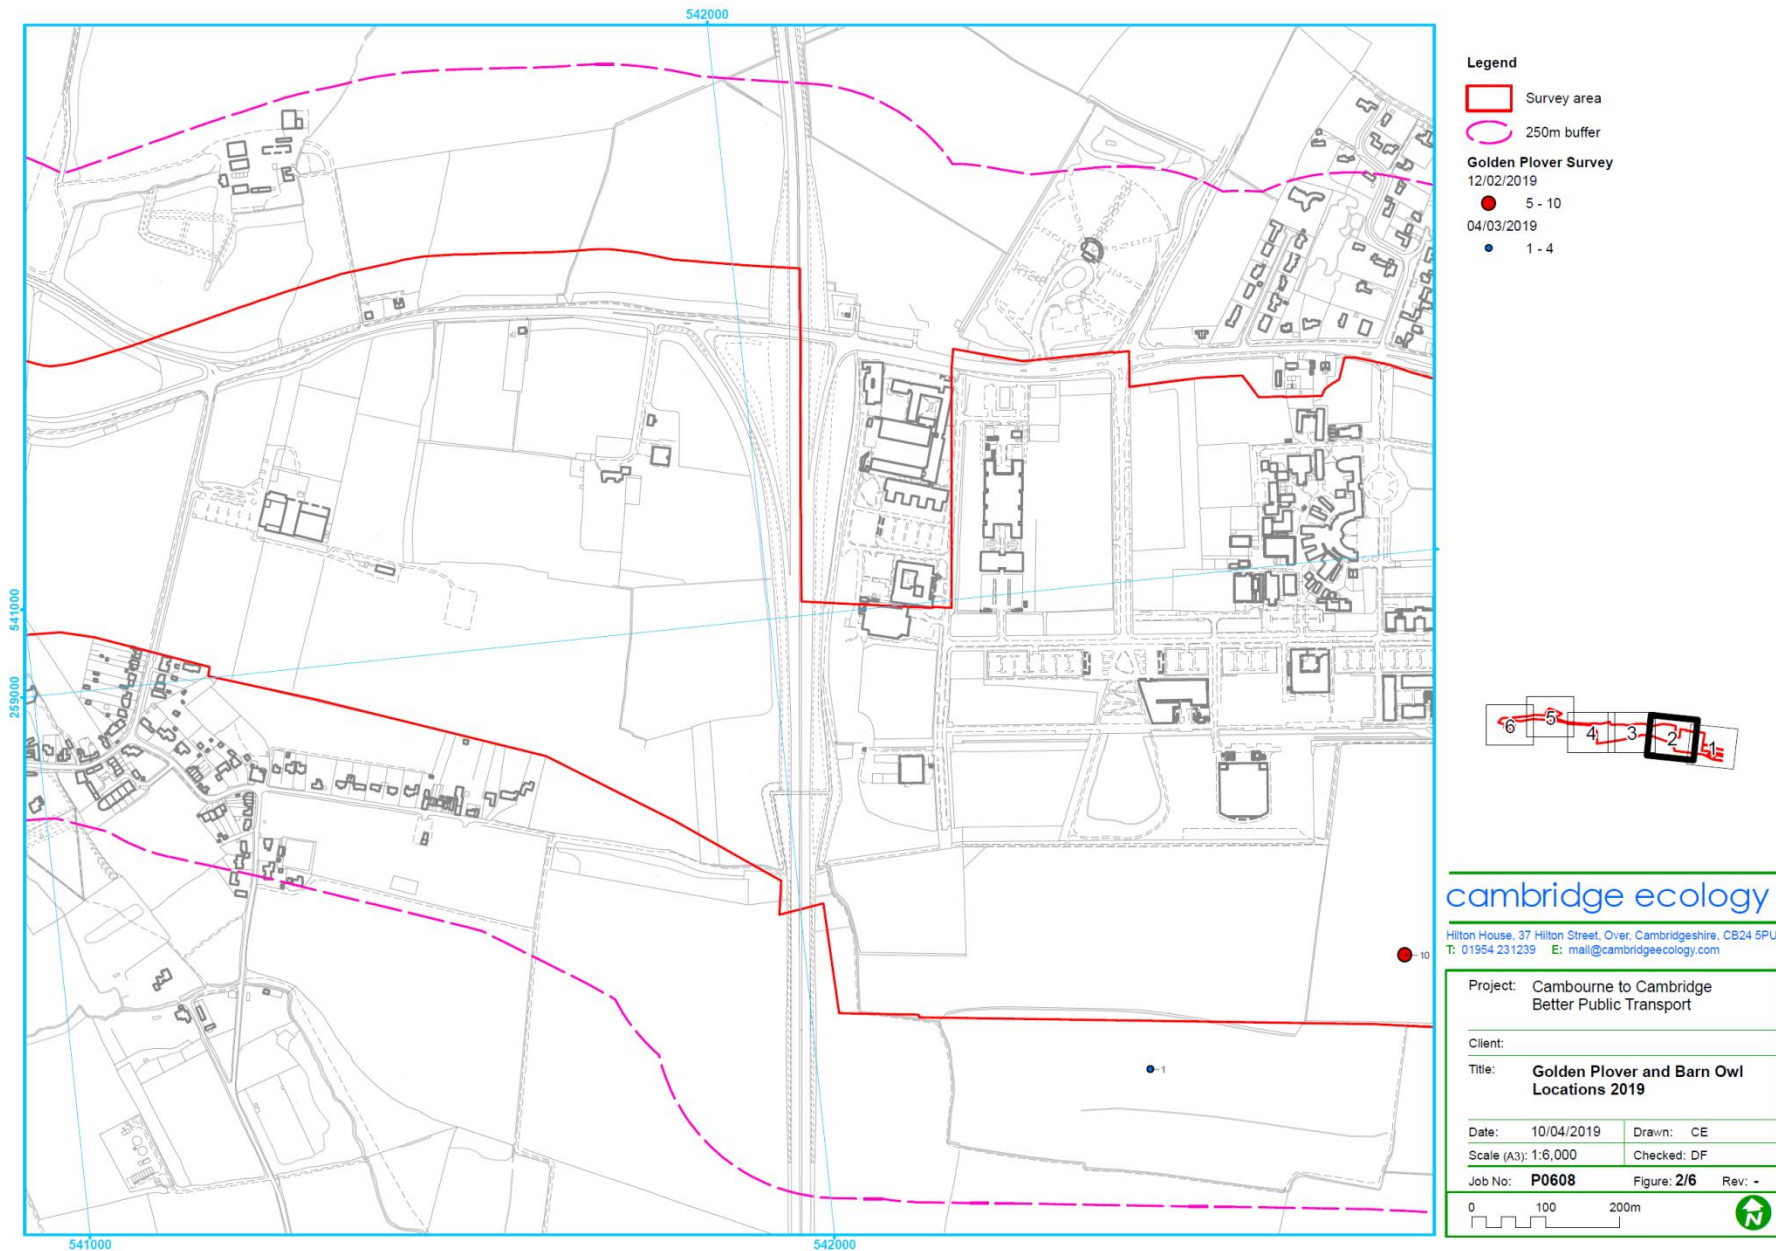 542000
541000
259000
541000
542000
10
1
Legend
Survey area
250m buffer
Golden Plover Survey
12/02/2019
5 - 10
04/03/2019
1 - 4
6
5
4
3
2
1
cambridge ecology
Hilton House, 37 Hilton Street, Over, Cambridgeshire, CB24 5PU
T: 01954 231239 E: mail@cambridgeecology.com
Project: Cambourne to Cambridge
Better Public Transport
Client:
Title: Golden Plover and Barn Owl
Locations 2019
Date: 10/04/2019 Drawn: CE
Scale (A3): 1:6,000 Checked: DF
Job No: P0608 Figure: 2/6 Rev: -
0 100 200m
N